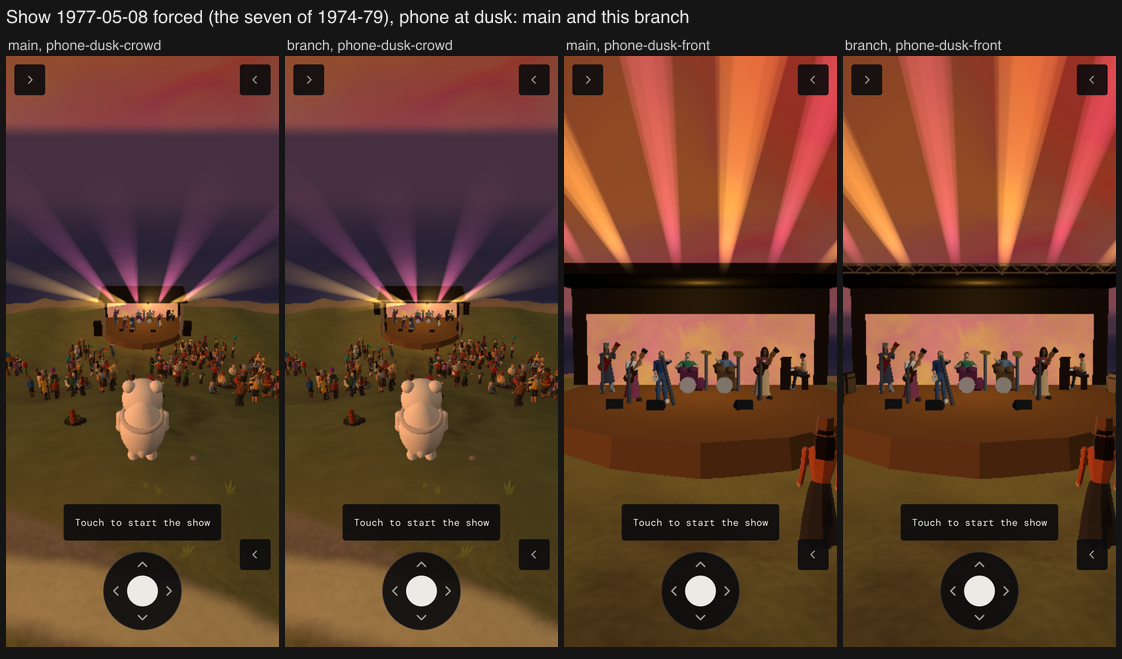 Show 1977-05-08 forced (the seven of 1974-79), phone at dusk: main and this branch
main, phone-dusk-crowd
branch, phone-dusk-crowd
main, phone-dusk-front
branch, phone-dusk-front
Touch to start the show
Touch to start the show
Touch to start the show
Touch to start the show